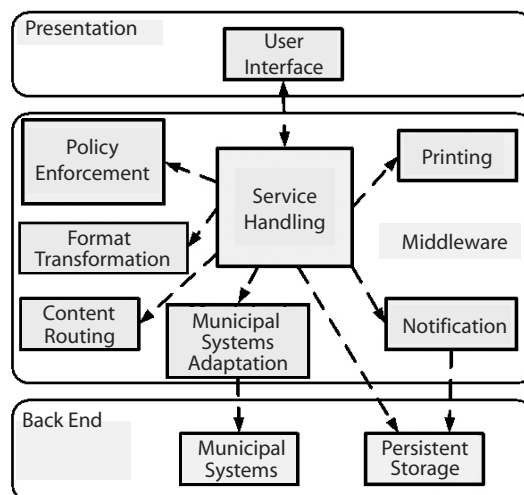 Presentation
User
Interface
Policy
Enforcement
Printing
Service
Handling
Format
Transformation
Middleware
Content
Routing
Municipal
Systems
Adaptation
Notification
Back End
Municipal
Systems
Persistent
Storage